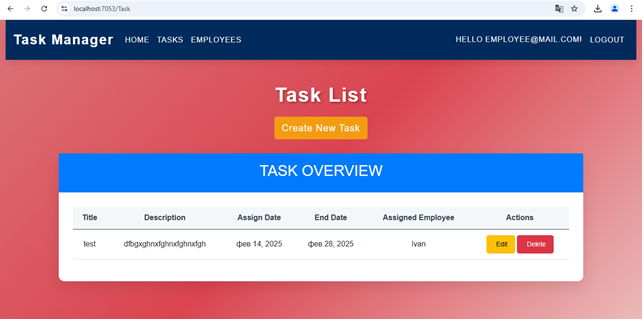 localhost:7053/Task
Task Manager HOME TASKS EMPLOYEES HELLO EMPLOYEE@MAIL.COM! LOGOUT
Task List
Create New Task
TASK OVERVIEW
Title Description Assign Date End Date Assigned Employee Actions
test dfbgxghnxfghnxfghnxfgh фев 14, 2025 фев 28, 2025 Ivan Edit Delete